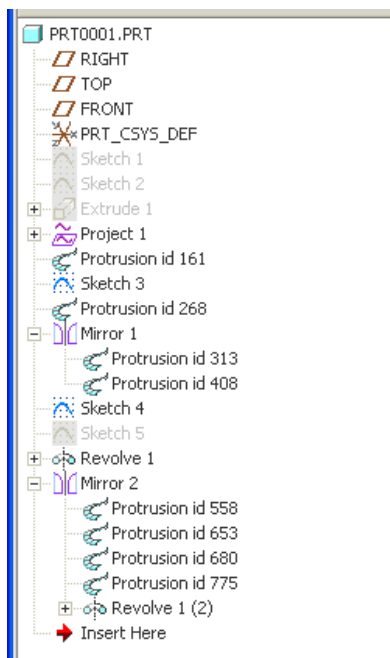 PRT0001.PRT
RIGHT
TOP
FRONT
PRT_CSYS_DEF
Sketch 1
Sketch 2
Extrude 1
Project 1
Protrusion id 161
Sketch 3
Protrusion id 268
Mirror 1
Protrusion id 313
Protrusion id 408
Sketch 4
Sketch 5
Revolve 1
Mirror 2
Protrusion id 558
Protrusion id 653
Protrusion id 680
Protrusion id 775
Revolve 1 (2)
Insert Here